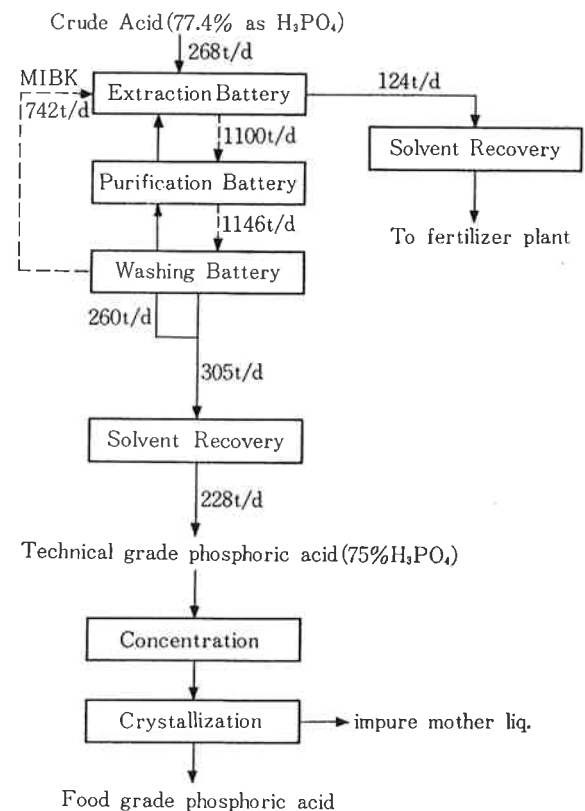 Crude Acid(77.4% as H₃PO₄)
268t/d
MIBK
742t/d
Extraction Battery
124t/d
1100t/d
Solvent Recovery
Purification Battery
1146t/d
To fertilizer plant
Washing Battery
260t/d
305t/d
Solvent Recovery
228t/d
Technical grade phosphoric acid(75%H₃PO₄)
Concentration
Crystallization
impure mother liq.
Food grade phosphoric acid